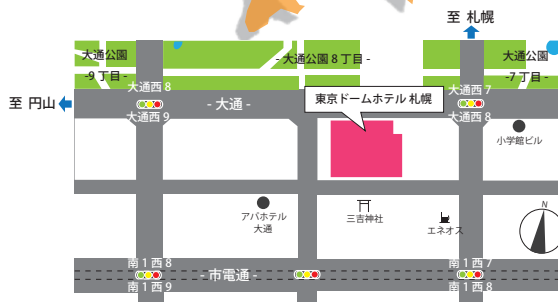 至 札幌
大通公園
-9 丁目 -
- 大通公園 8 丁目 -
大通公園
-7 丁目 -
大通西 8
大通西 7
至 円山
- 大通 -
東京ドームホテル 札幌
大通西 9
大通西 8
小学館ビル
アパホテル
大通
三吉神社
エネオス
N
南 1 西 8
南 1 西 7
- 市電通 -
南 1 西 9
南 1 西 8